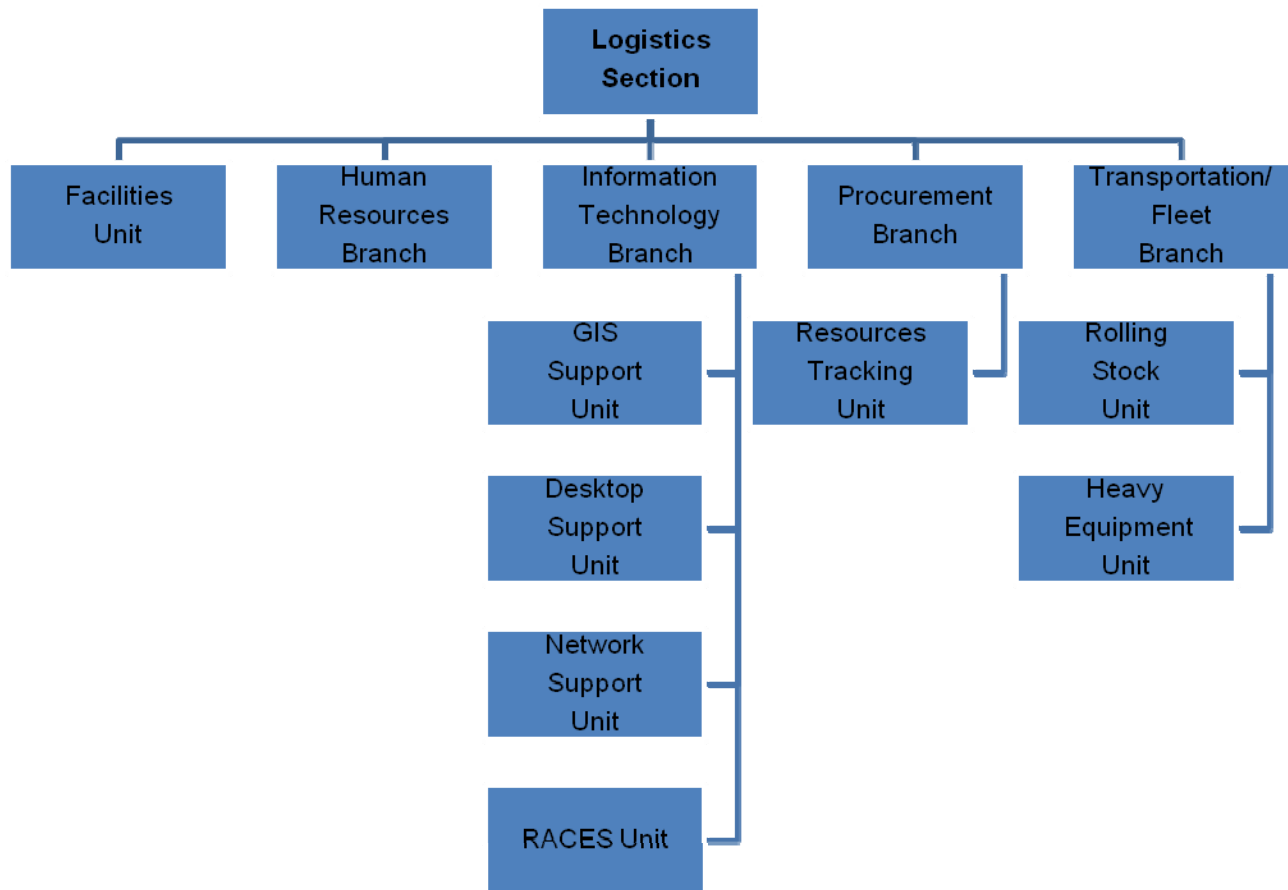 Logistics
Section
Facilities
Unit
Human
Resources
Branch
Information
Technology
Branch
Procurement
Branch
Transportation/
Fleet
Branch
GIS
Support
Unit
Resources
Tracking
Unit
Rolling
Stock
Unit
Desktop
Support
Unit
Heavy
Equipment
Unit
Network
Support
Unit
RACES Unit